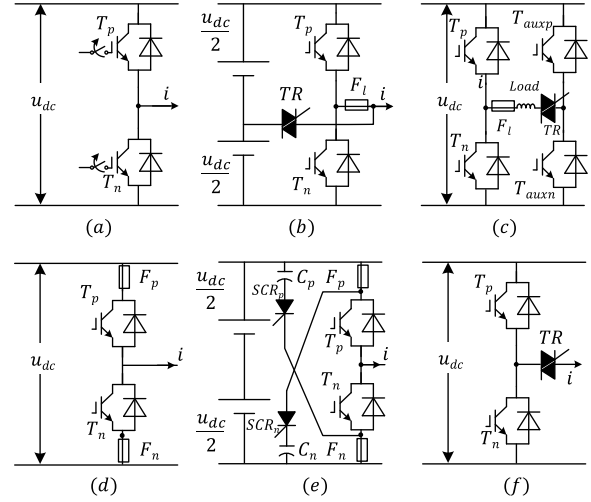 T_p
u_dc
i
T_n
(a)
u_dc
2
T_p
F_l
i
TR
u_dc
2
T_n
(b)
T_p
T_auxp
i
Load
u_dc
F_l
TR
T_n
T_auxn
(c)
F_p
T_p
u_dc
i
T_n
F_n
(d)
u_dc
2
C_p
F_p
SCR_p
T_p
i
T_n
u_dc
2
SCR_n
C_n
F_n
(e)
T_p
TR
u_dc
i
T_n
(f)